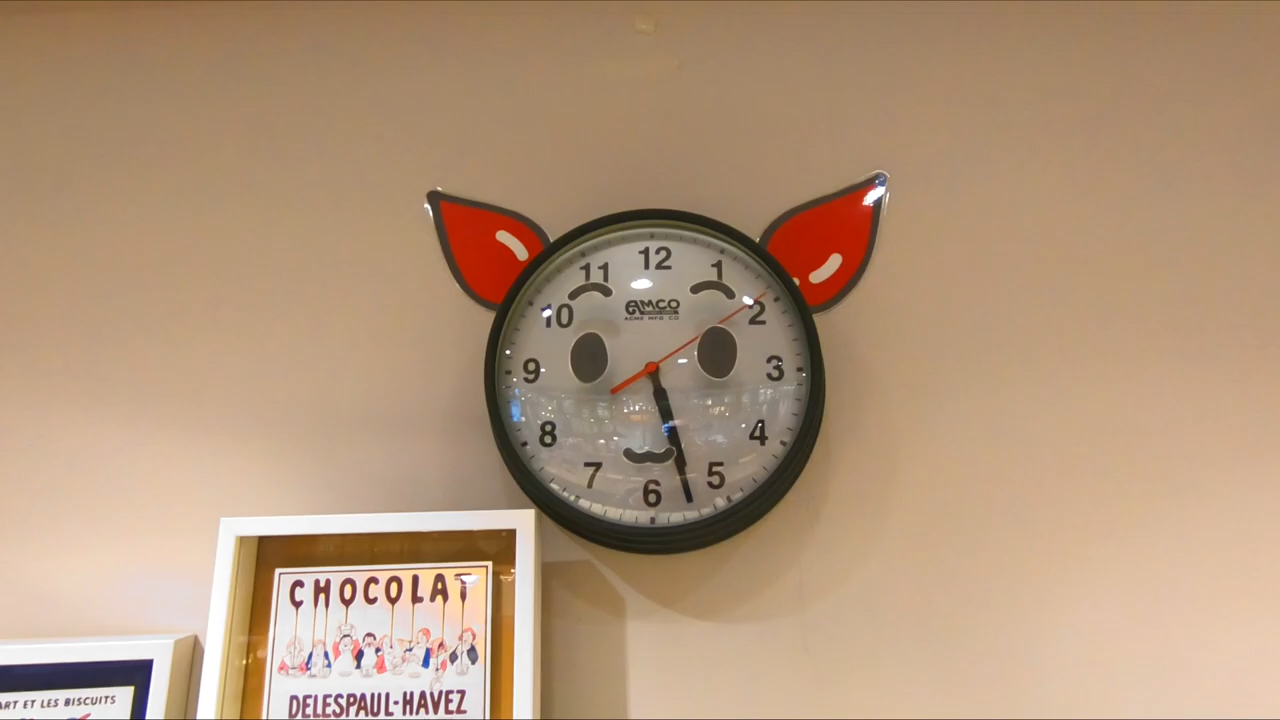 12
11
1
10
AMCO
ACME MFG CO
2
9
3
8
4
7
5
6
CHOCOLAT
DELESPAUL-HAVEZ
ART ET LES BISCUITS